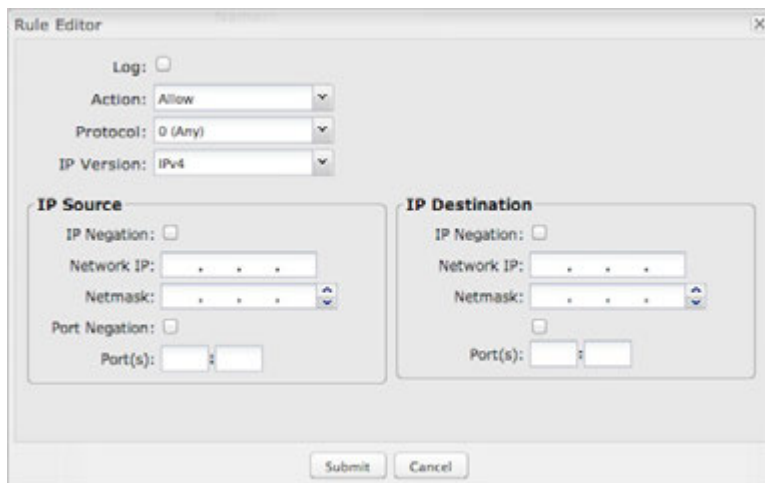 Rule Editor
Log:
Action: Allow
Protocol: 0 (Any)
IP Version: IPv4
IP Source
IP Negation:
Network IP: . . .
Netmask: . . .
Port Negation:
Port(s): :
IP Destination
IP Negation:
Network IP: . . .
Netmask: . . .
Port(s): :
Submit Cancel